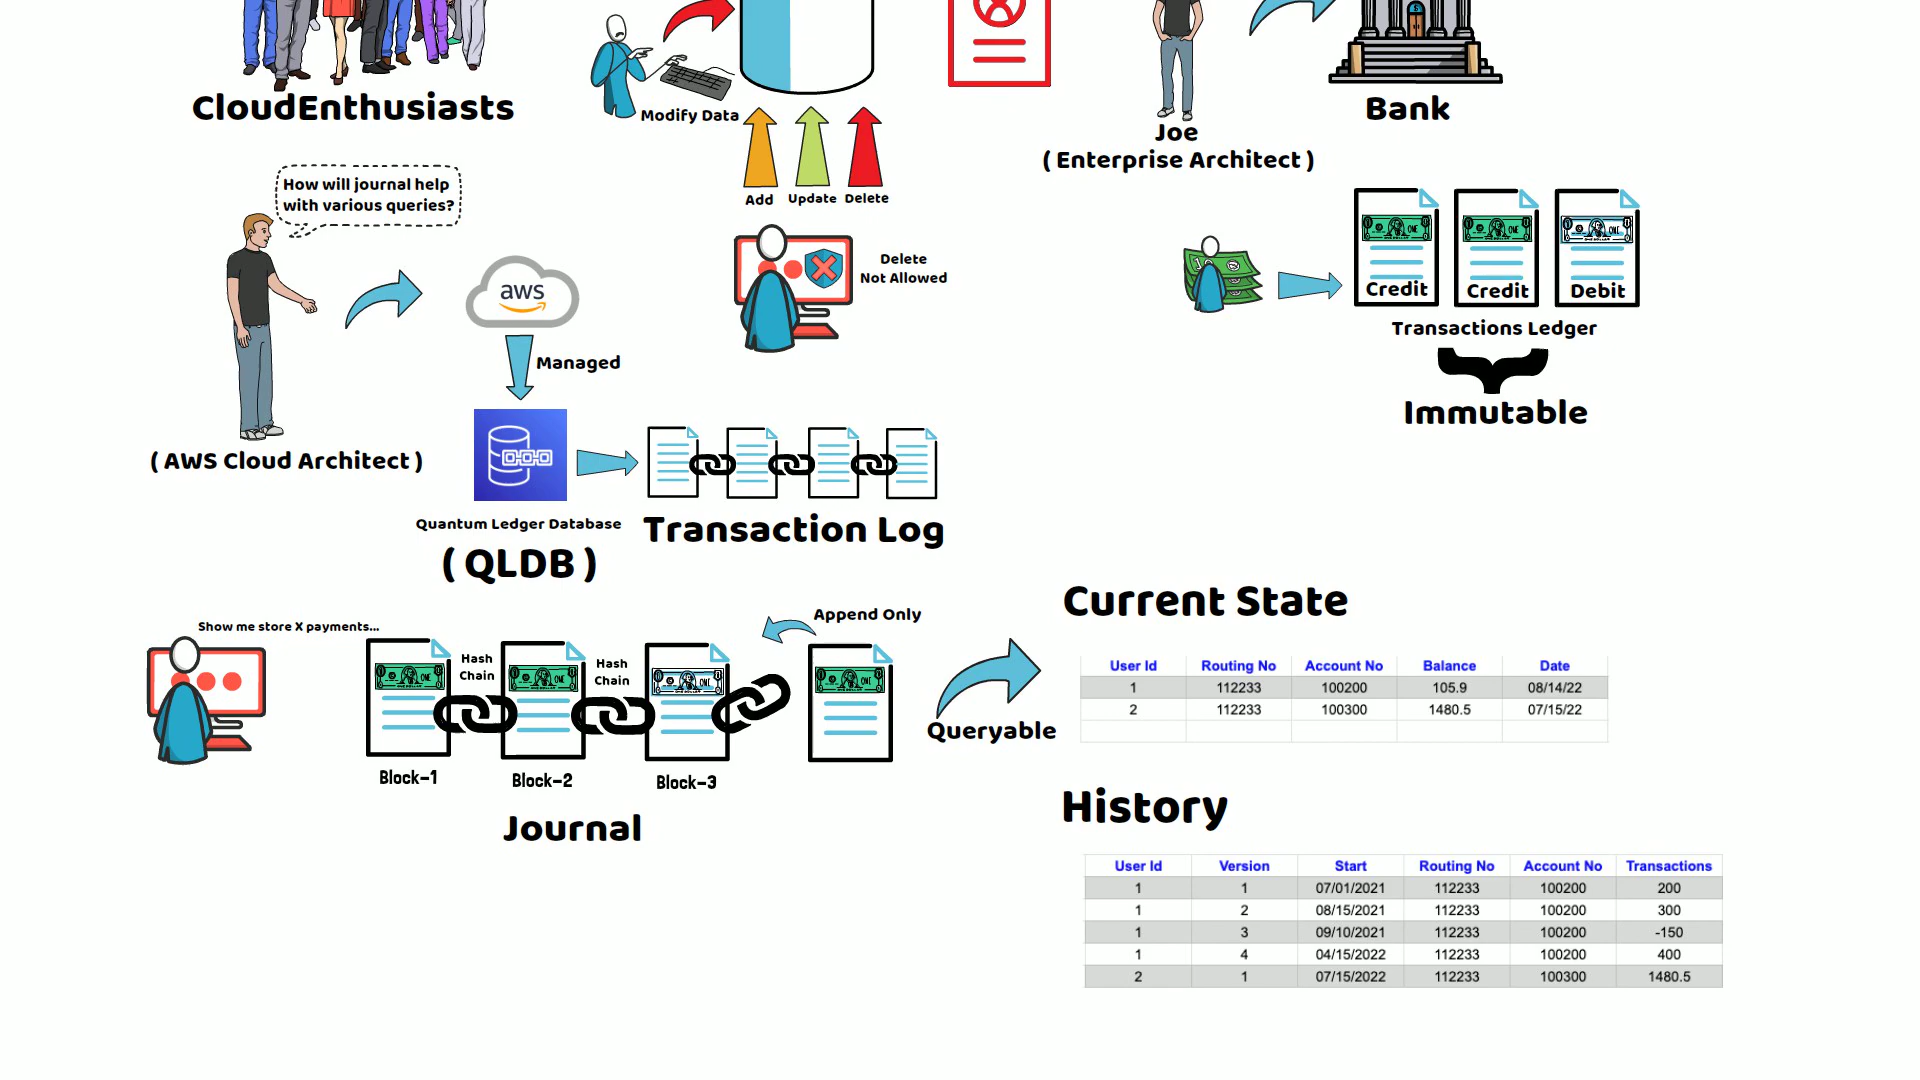 CloudEnthusiasts
Modify Data
Add Update Delete
Joe
( Enterprise Architect )
Bank
How will journal help
with various queries?
aws
Managed
( AWS Cloud Architect )
Quantum Ledger Database
( QLDB )
Transaction Log
Delete
Not Allowed
Credit Credit Debit
Transactions Ledger
Immutable
Show me store X payments...
Hash
Chain
Hash
Chain
Append Only
Block-1 Block-2 Block-3
Journal
Queryable
Current State
User Id Routing No Account No Balance Date
1 112233 100200 105.9 08/14/22
2 112233 100300 1480.5 07/15/22
History
User Id Version Start Routing No Account No Transactions
1 1 07/01/2021 112233 100200 200
1 2 08/15/2021 112233 100200 300
1 3 09/10/2021 112233 100200 -150
1 4 04/15/2022 112233 100200 400
2 1 07/15/2022 112233 100300 1480.5